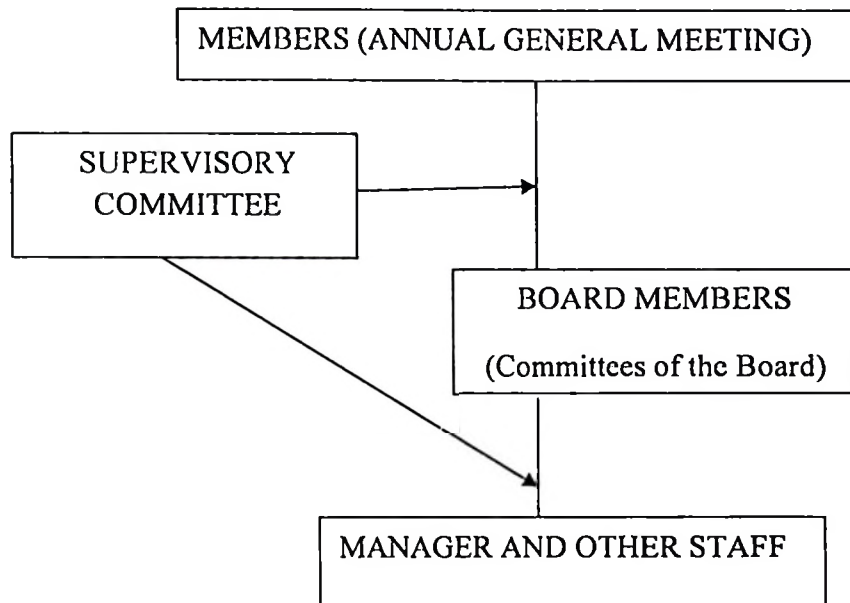 MEMBERS (ANNUAL GENERAL MEETING)
SUPERVISORY
COMMITTEE
BOARD MEMBERS
(Committees of the Board)
MANAGER AND OTHER STAFF